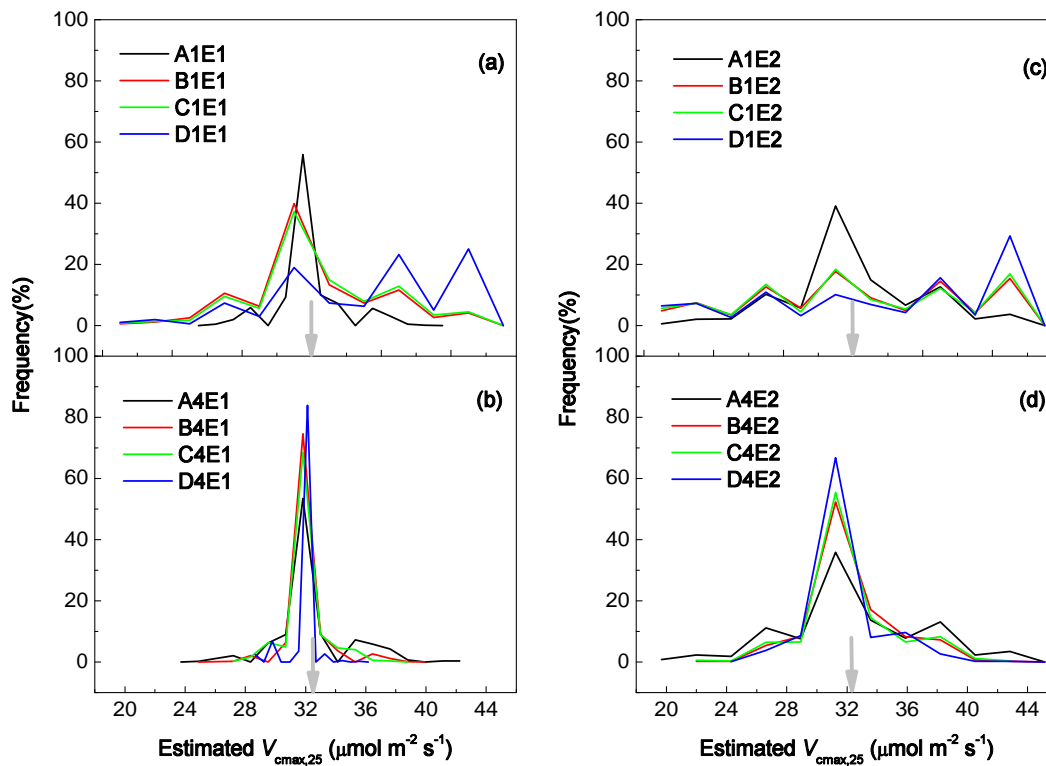 100
80
60
40
20
0
Frequency(%)
A1E1
B1E1
C1E1
D1E1
(a)
100
80
60
40
20
0
Frequency(%)
A1E2
B1E2
C1E2
D1E2
(c)
100
80
60
40
20
0
A4E1
B4E1
C4E1
D4E1
(b)
20 24 28 32 36 40 44
Estimated Vcmax,25 (μmol m-2 s-1)
100
80
60
40
20
0
A4E2
B4E2
C4E2
D4E2
(d)
20 24 28 32 36 40 44
Estimated Vcmax,25 (μmol m-2 s-1)